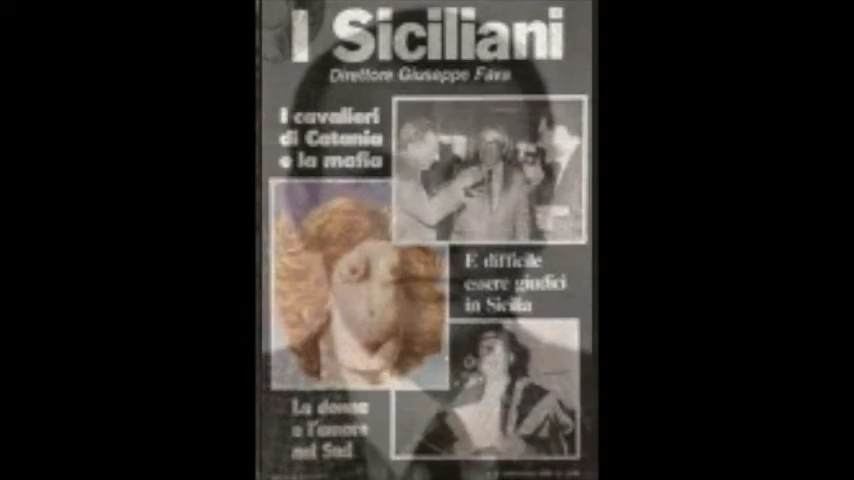 I Siciliani
Direttore Giuseppe Fava
I cavalieri
di Catania
e la mafia
E difficile
essere giudici
in Sicilia
La donna
e l'amore
nel Sud